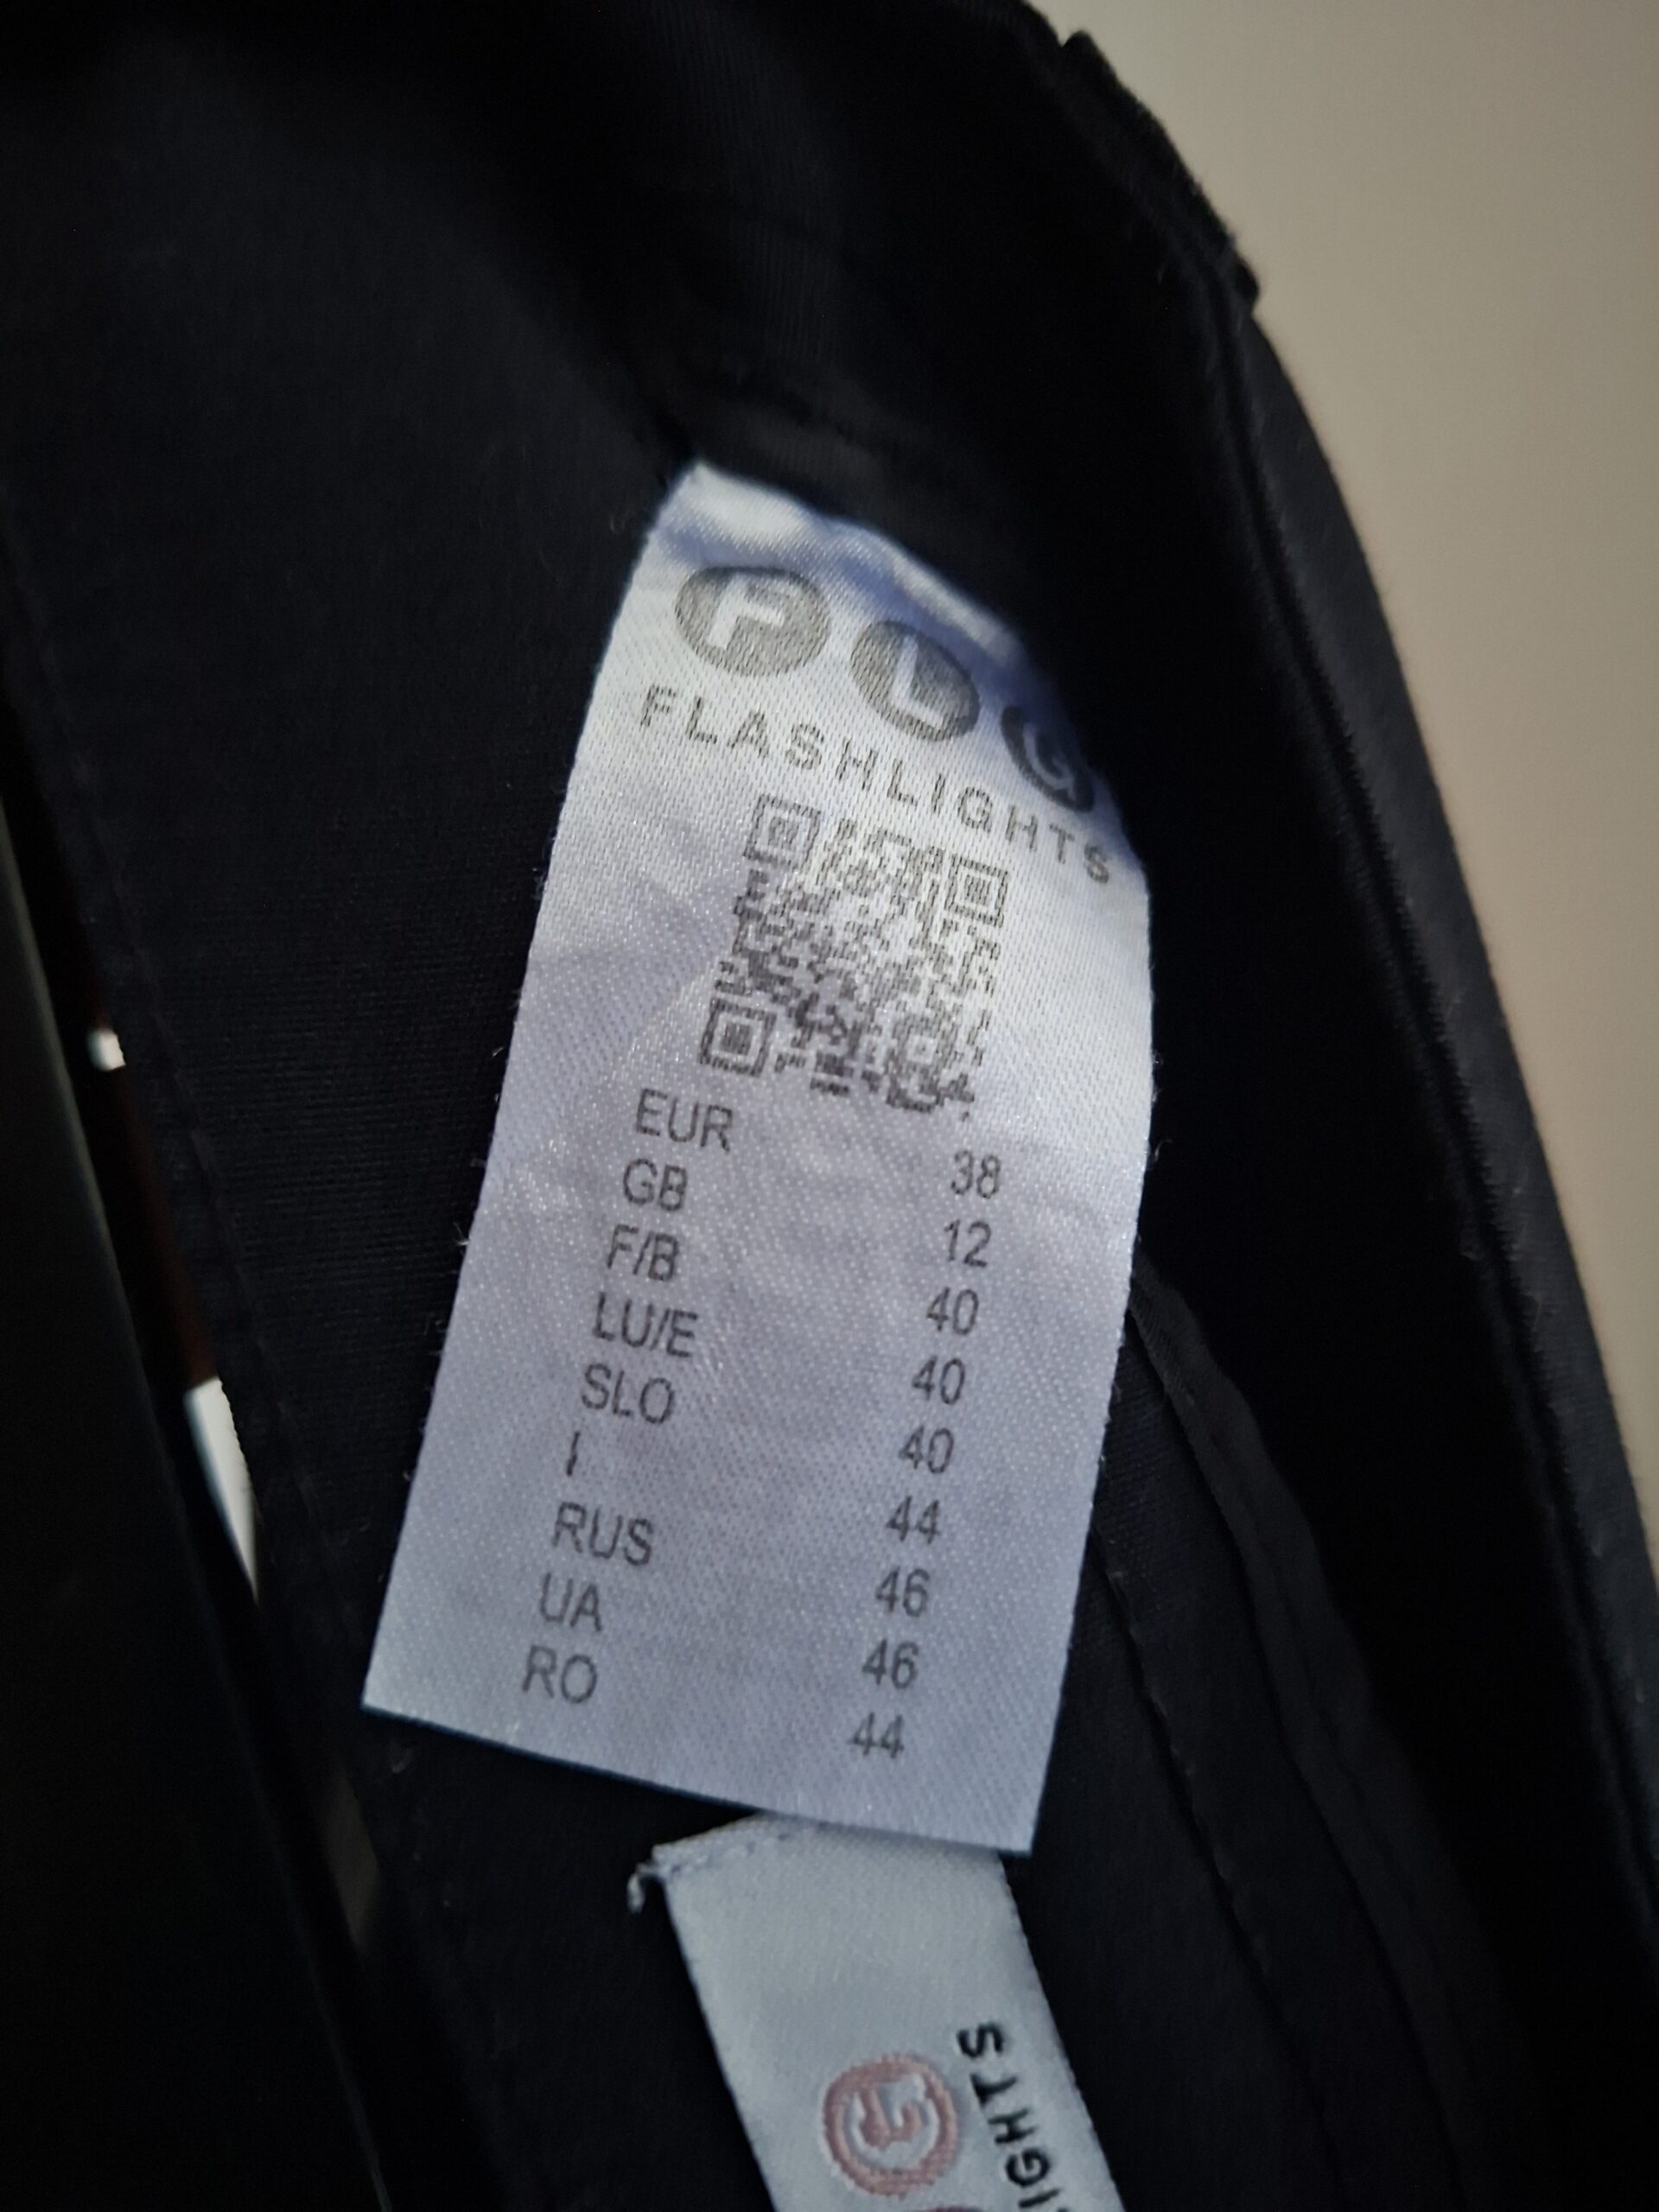 F L G
FLASHLIGHTS
EUR 38
GB 12
F/B 40
LU/E 40
SLO 40
I 44
RUS 46
UA 46
RO 44
IGHTS